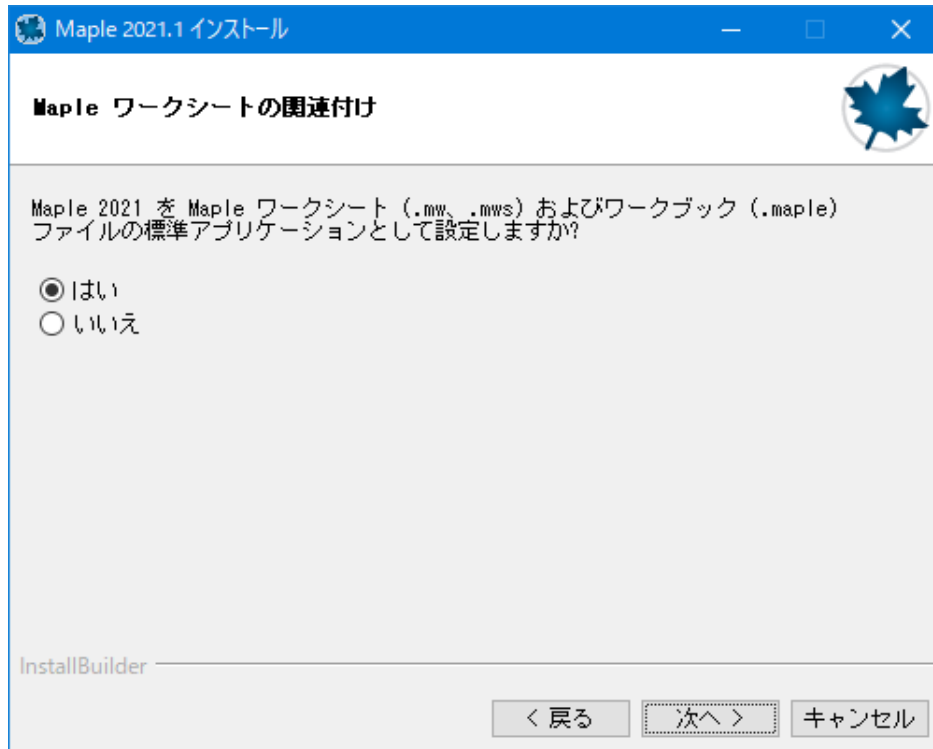 Maple 2021.1 インストール
Maple ワークシートの関連付け
Maple 2021 を Maple ワークシート (.mw、.mws) およびワークブック (.maple)
ファイルの標準アプリケーションとして設定しますか?
はい
いいえ
InstallBuilder
< 戻る 次へ > キャンセル